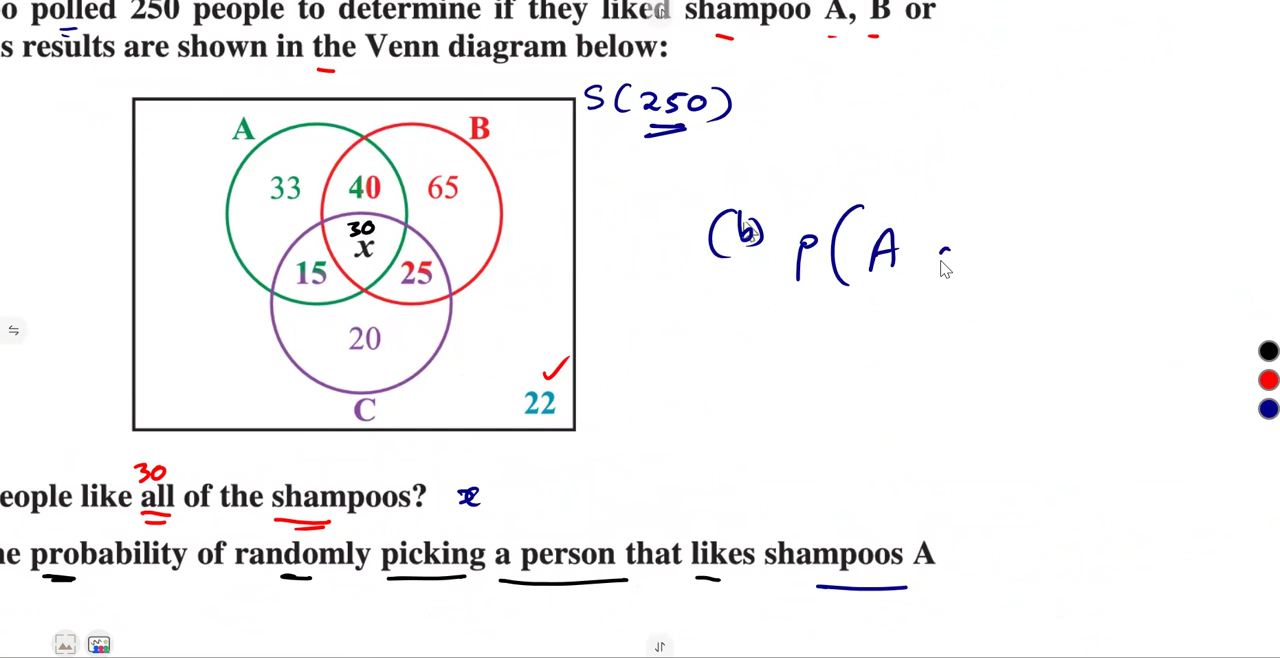 o polled 250 people to determine if they liked shampoo A, B or
s results are shown in the Venn diagram below:
S (250)
A
B
33
40
65
30
x
(b) P(A
15
25
20
C
22
30
eople like all of the shampoos? x
he probability of randomly picking a person that likes shampoos A